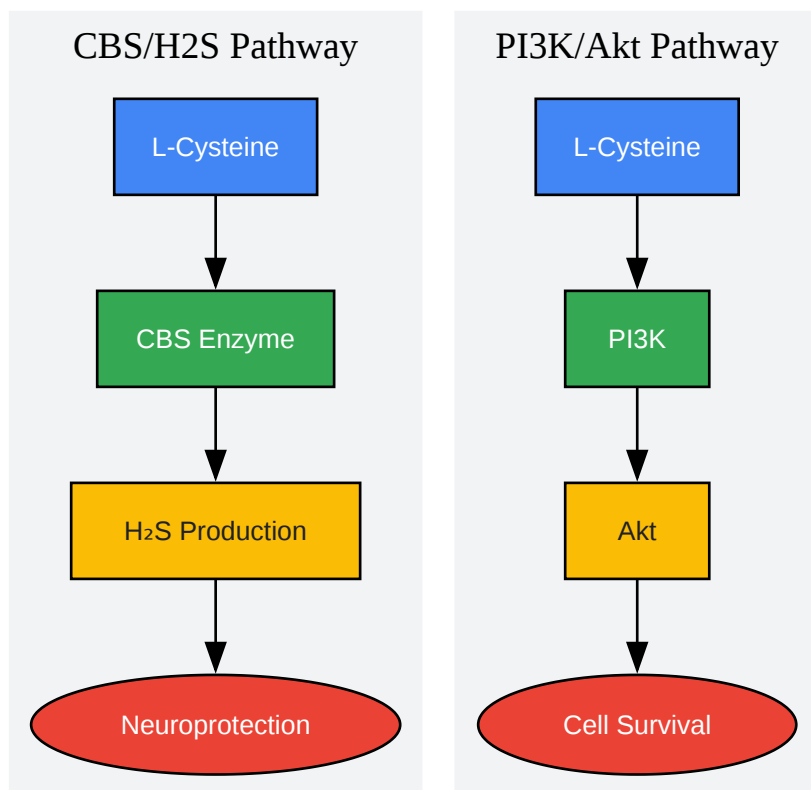 CBS/H2S Pathway
L-Cysteine
CBS Enzyme
H₂S Production
Neuroprotection
PI3K/Akt Pathway
L-Cysteine
PI3K
Akt
Cell Survival